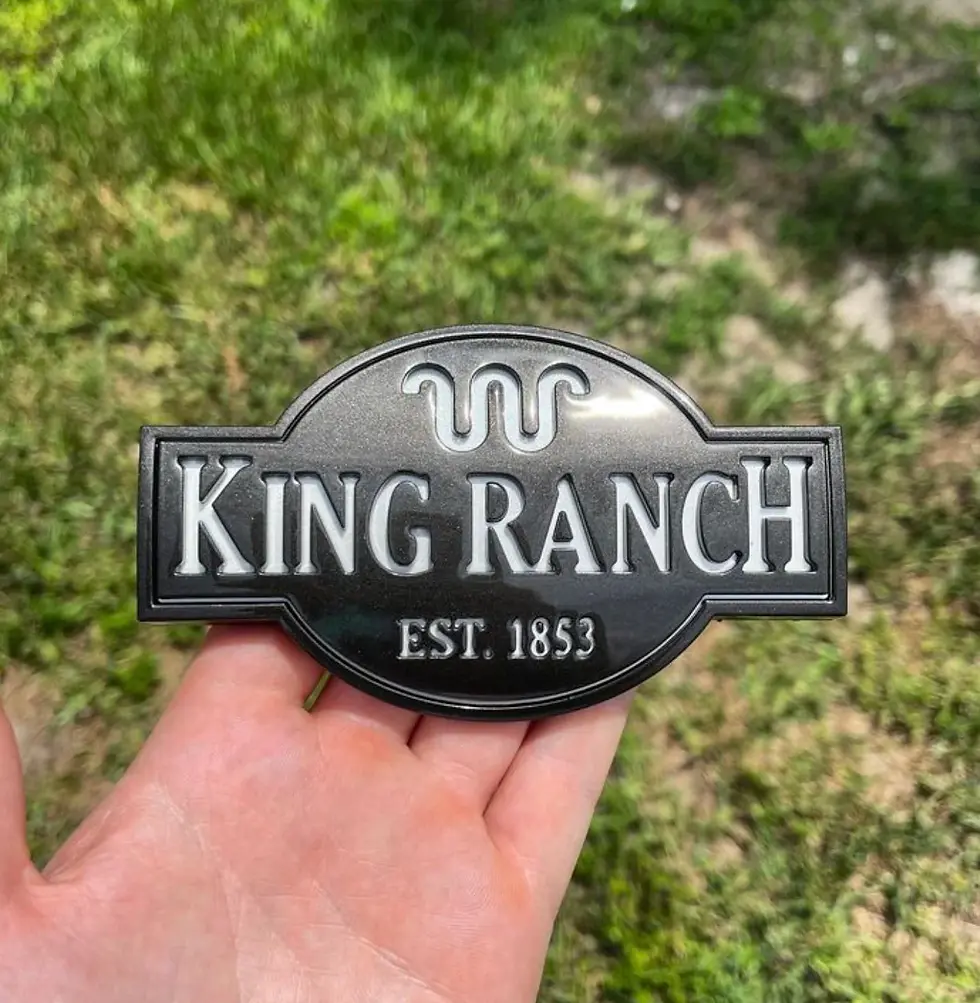 KING RANCH
EST. 1853